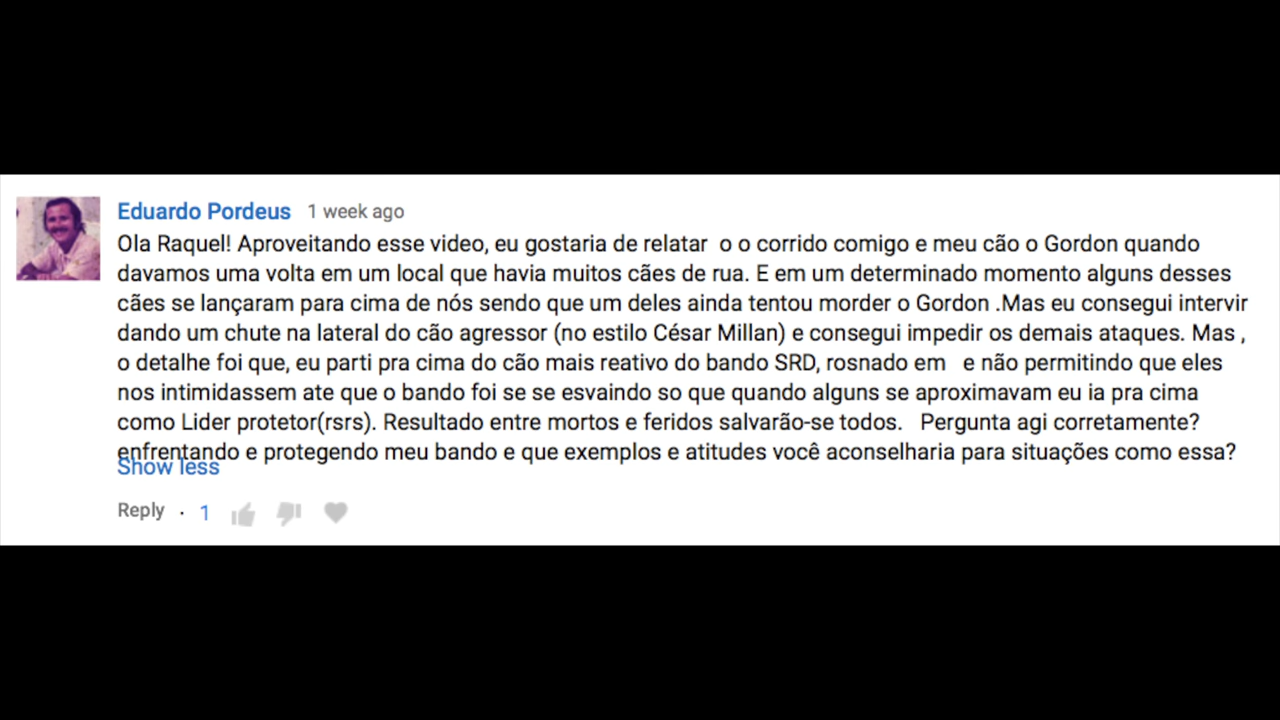 Eduardo Pordeus 1 week ago
Ola Raquel! Aproveitando esse video, eu gostaria de relatar o o corrido comigo e meu cão o Gordon quando
davamos uma volta em um local que havia muitos cães de rua. E em um determinado momento alguns desses
cães se lançaram para cima de nós sendo que um deles ainda tentou morder o Gordon .Mas eu consegui intervir
dando um chute na lateral do cão agressor (no estilo César Millan) e consegui impedir os demais ataques. Mas ,
o detalhe foi que, eu parti pra cima do cão mais reativo do bando SRD, rosnado em e não permitindo que eles
nos intimidassem ate que o bando foi se se esvaindo so que quando alguns se aproximavam eu ia pra cima
como Lider protetor(rsrs). Resultado entre mortos e feridos salvarão-se todos. Pergunta agi corretamente?
enfrentando e protegendo meu bando e que exemplos e atitudes você aconselharia para situações como essa?
Show less
Reply · 1